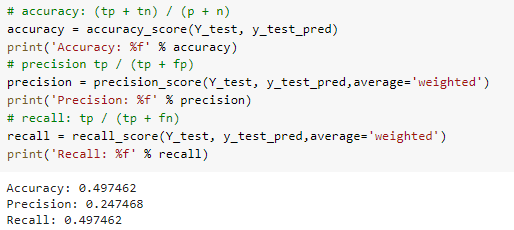 # accuracy: (tp + tn) / (p + n)
accuracy = accuracy_score(Y_test, y_test_pred)
print('Accuracy: %f' % accuracy)
# precision tp / (tp + fp)
precision = precision_score(Y_test, y_test_pred,average='weighted')
print('Precision: %f' % precision)
# recall: tp / (tp + fn)
recall = recall_score(Y_test, y_test_pred,average='weighted')
print('Recall: %f' % recall)
Accuracy: 0.497462
Precision: 0.247468
Recall: 0.497462